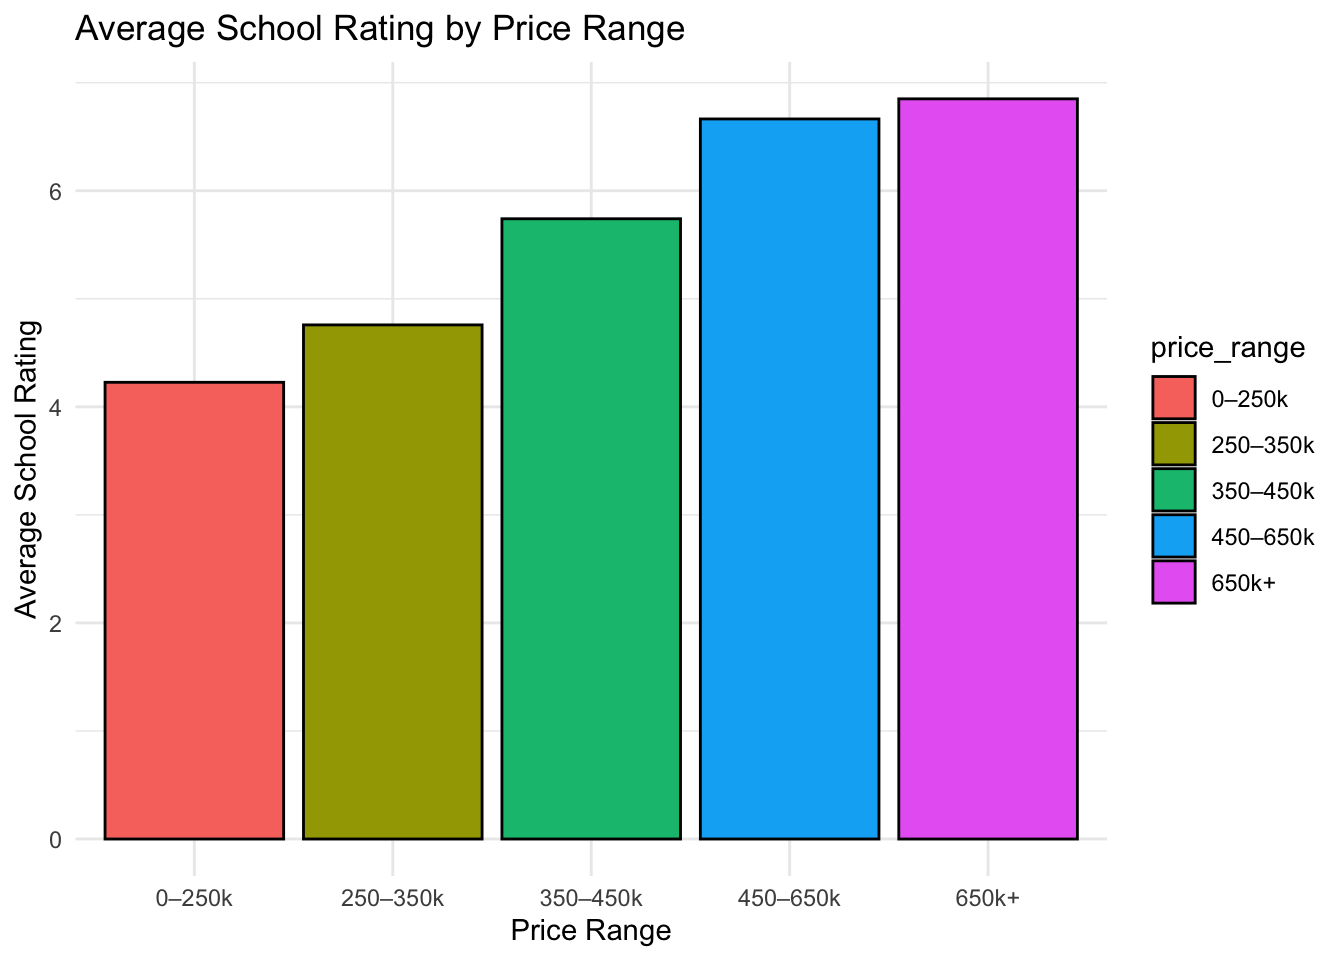 Average School Rating by Price Range
Average School Rating
6
4
2
0
0–250k
250–350k
350–450k
450–650k
650k+
Price Range
price_range
0–250k
250–350k
350–450k
450–650k
650k+